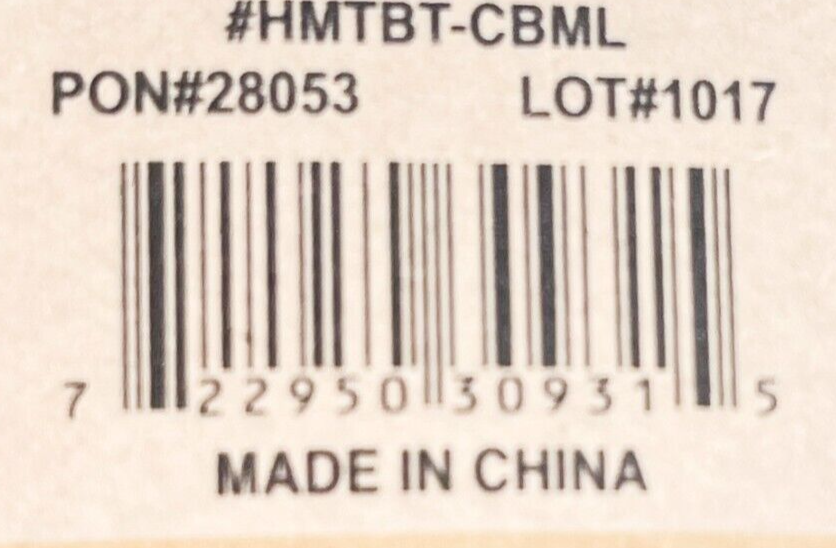 #HMTBT-CBML
PON#28053 LOT#1017
7 22950 30931 5
MADE IN CHINA